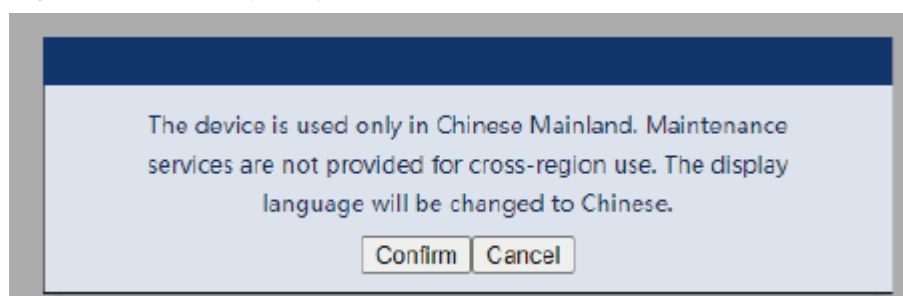 The device is used only in Chinese Mainland. Maintenance
services are not provided for cross-region use. The display
language will be changed to Chinese.
Confirm Cancel